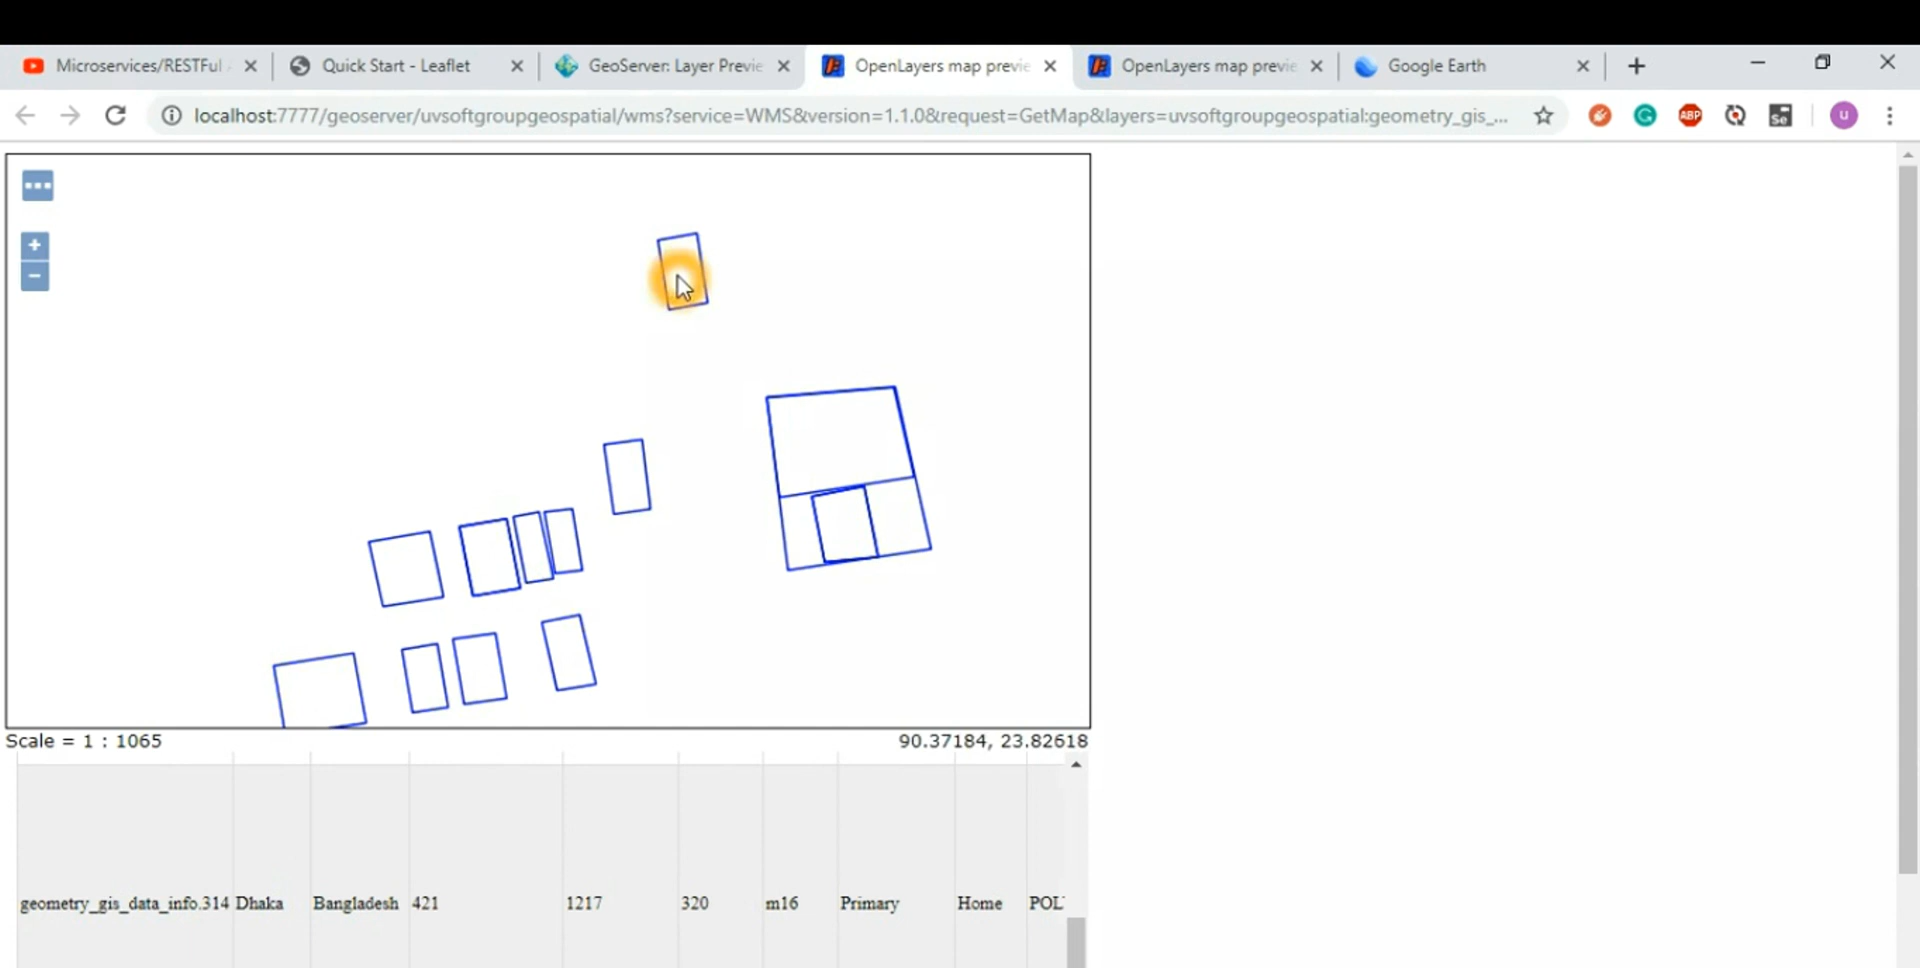 Microservices/RESTFul
Quick Start - Leaflet
GeoServer: Layer Previe
OpenLayers map previe
OpenLayers map previe
Google Earth
localhost:7777/geoserver/uvsoftgroupgeospatial/wms?service=WMS&version=1.1.0&request=GetMap&layers=uvsoftgroupgeospatial:geometry_gis_...
ABP
Se
U
Scale = 1 : 1065
90.37184, 23.82618
geometry_gis_data_info.314 Dhaka Bangladesh 421 1217 320 m16 Primary Home POL